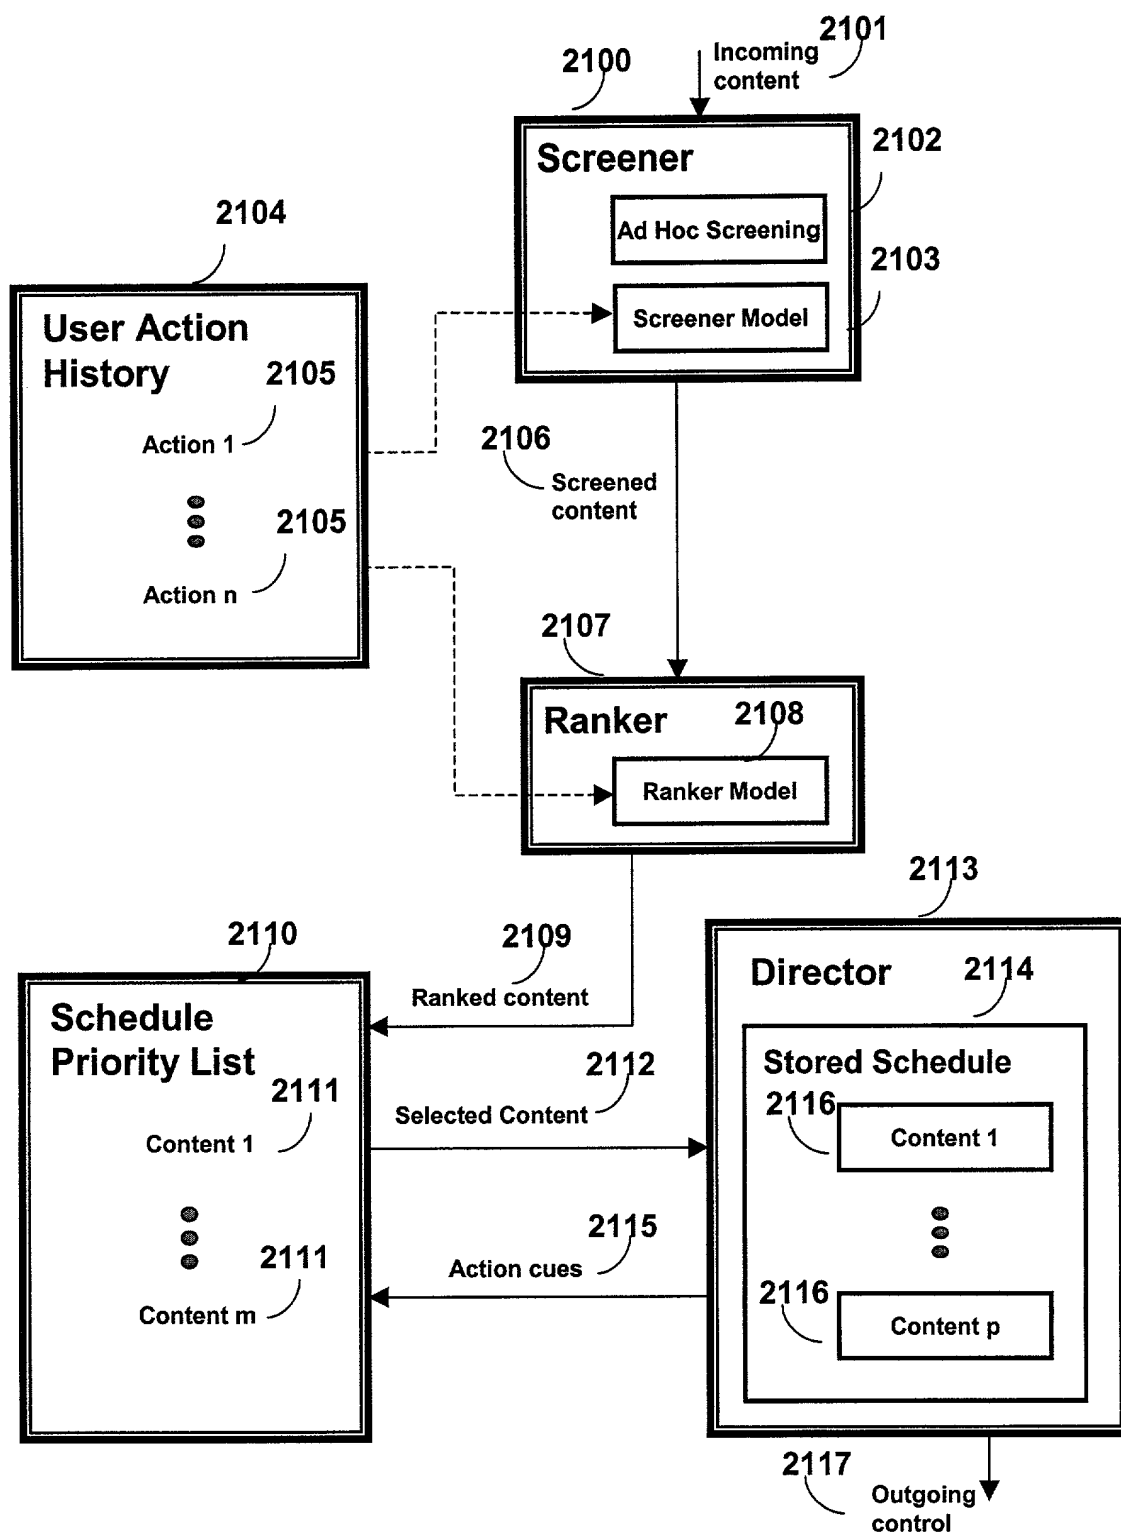 2101
Incoming
content
2100
Screener
2102
Ad Hoc Screening
2103
Screener Model
2104
User Action
History
2105
Action 1
2105
Action n
2106
Screened
content
2107
Ranker
2108
Ranker Model
2109
Ranked content
2110
Schedule
Priority List
2111
Content 1
2111
Content m
2112
Selected Content
2115
Action cues
2113
Director
2114
Stored Schedule
2116
Content 1
2116
Content p
2117
Outgoing
control